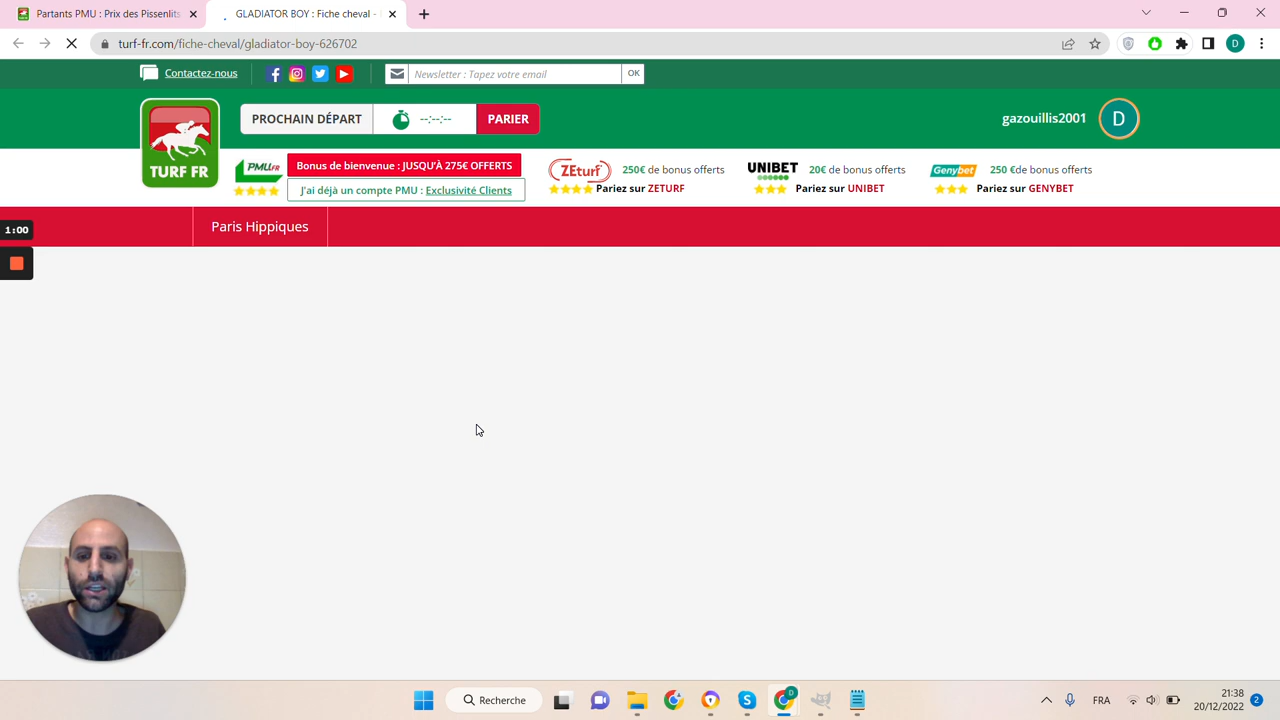 Partants PMU : Prix des Pissenlits
GLADIATOR BOY : Fiche cheval -
turf-fr.com/fiche-cheval/gladiator-boy-626702
D
Contactez-nous
Newsletter : Tapez votre email
OK
TURF FR
PROCHAIN DÉPART
--:--:--
PARIER
gazouillis2001
D
PMU.FR
Bonus de bienvenue : JUSQU'À 275€ OFFERTS
J'ai déjà un compte PMU : Exclusivité Clients
ZEturf
250€ de bonus offerts
Pariez sur ZETURF
UNIBET
20€ de bonus offerts
Pariez sur UNIBET
Genybet
250 €de bonus offerts
Pariez sur GENYBET
Paris Hippiques
1:00
Recherche
D
FRA
21:38
20/12/2022
2